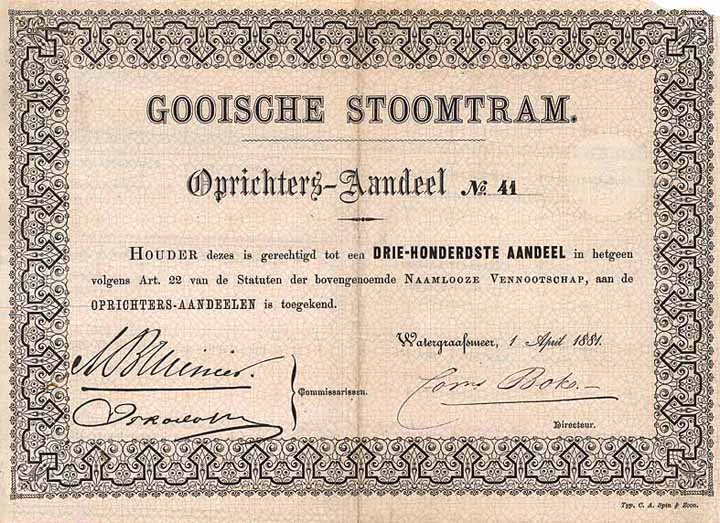 GOOISCHE STOOMTRAM.
Oprichters-Aandeel No. 41
HOUDER dezes is gerechtigd tot een DRIE-HONDERDSTE AANDEEL in hetgeen
volgens Art. 22 van de Statuten der bovengenoemde NAAMLOOZE VENNOOTSCHAP, aan de
OPRICHTERS-AANDEELEN is toegekend.
Watergraafsmeer, 1 April 1881.
Commissarissen.
Directeur.
Typ. C. A. Spin & Zoon.